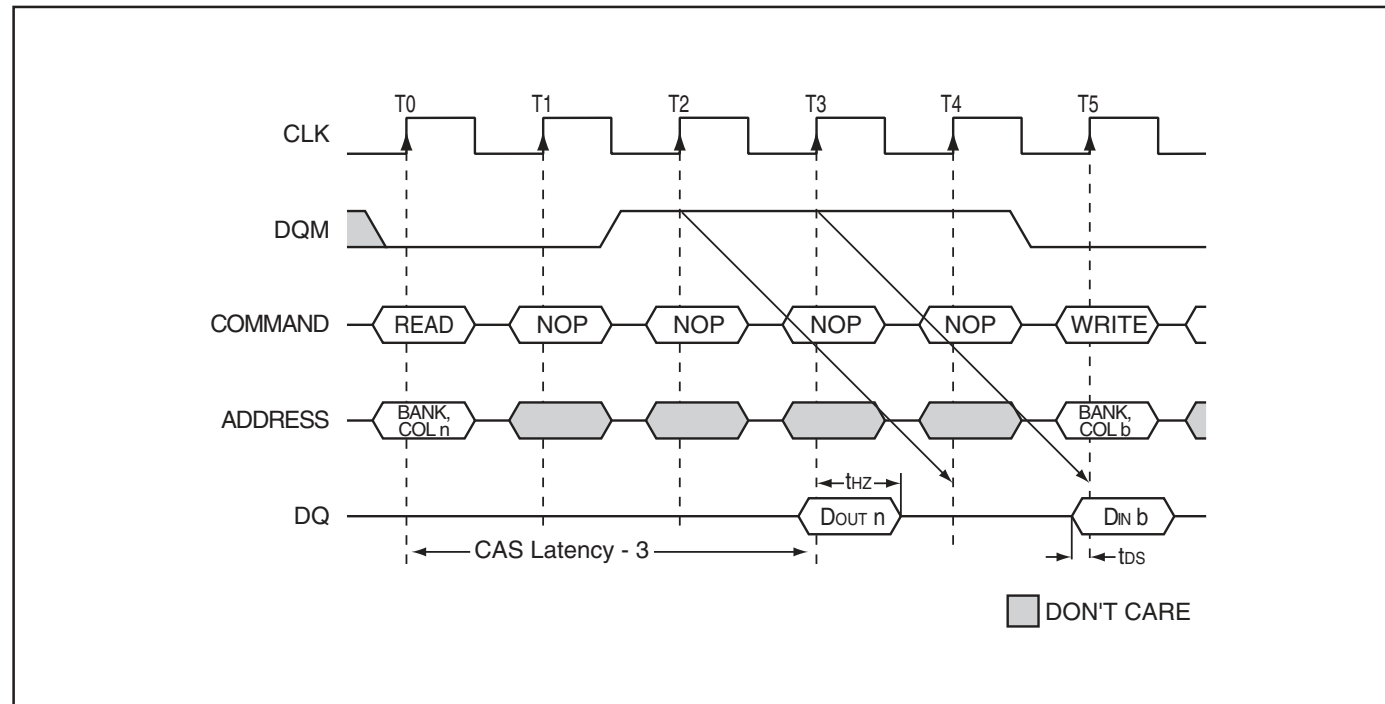 T0 T1 T2 T3 T4 T5
CLK
DQM
COMMAND READ NOP NOP NOP NOP WRITE
ADDRESS BANK, COL n BANK, COL b
tHZ
DQ DOUT n DIN b
CAS Latency - 3 tDS
DON'T CARE